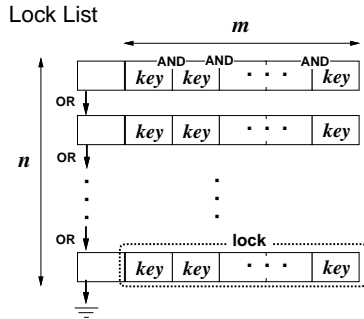 Lock List
m
AND AND AND
key key · · · key
OR
key key · · · key
OR
n
OR
lock
key key · · · key